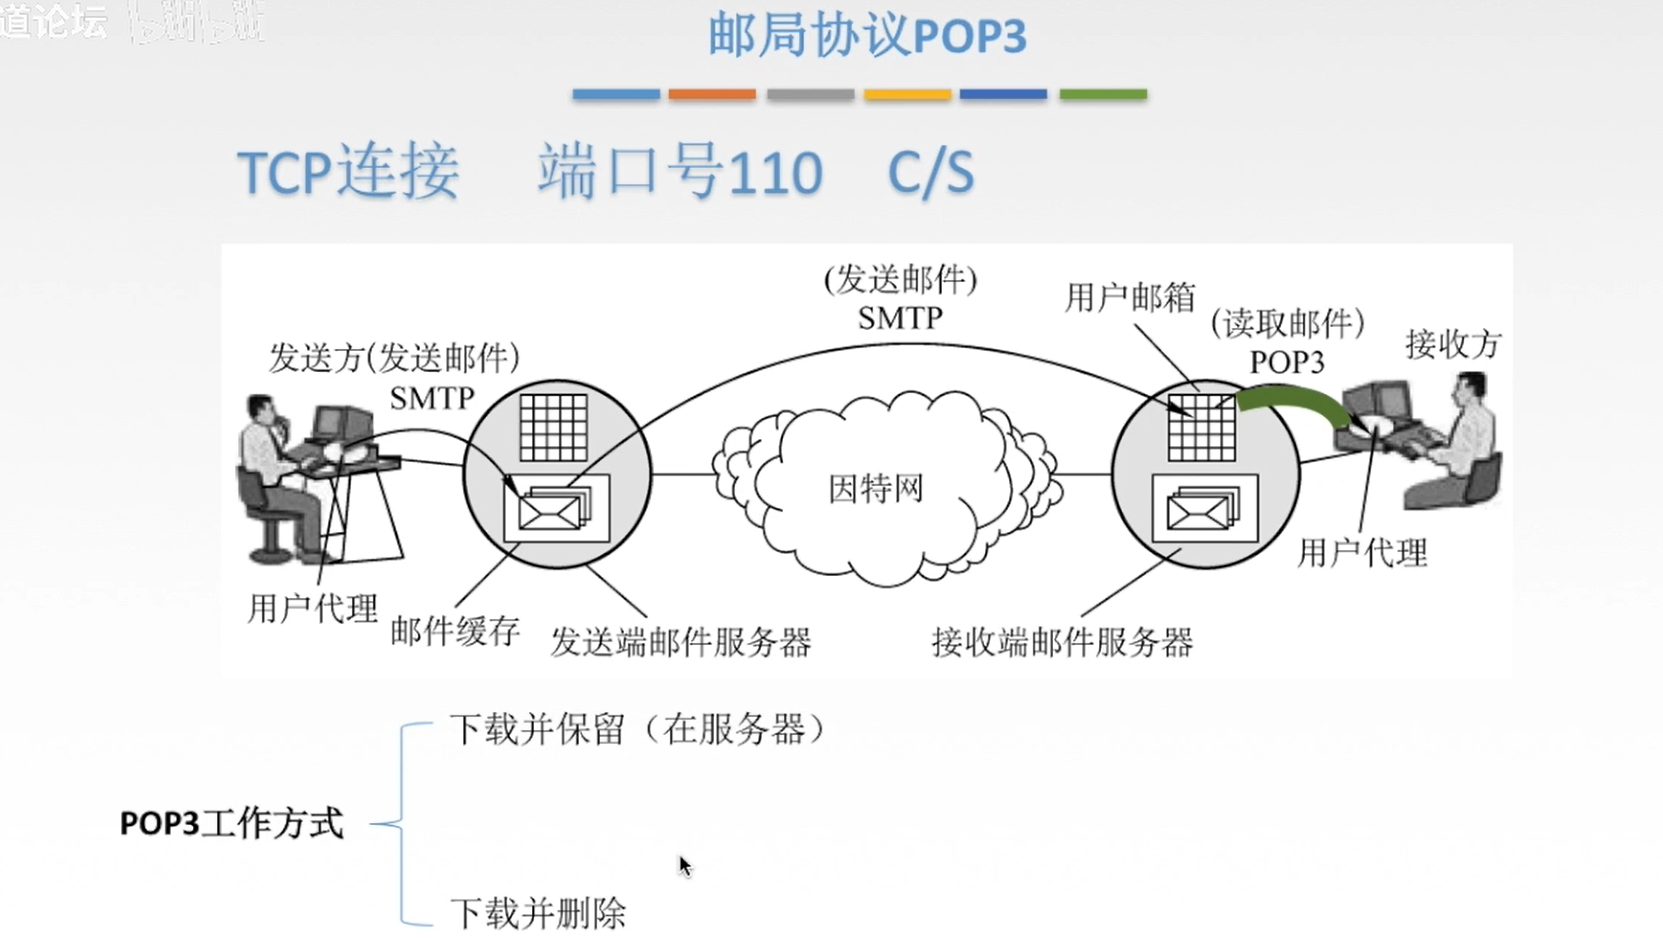 道论坛 bilibili
邮局协议POP3
TCP连接 端口号110 C/S
(发送邮件)
SMTP
用户邮箱
(读取邮件)
POP3
接收方
发送方(发送邮件)
SMTP
因特网
用户代理
用户代理
邮件缓存
发送端邮件服务器
接收端邮件服务器
下载并保留（在服务器）
POP3工作方式
下载并删除